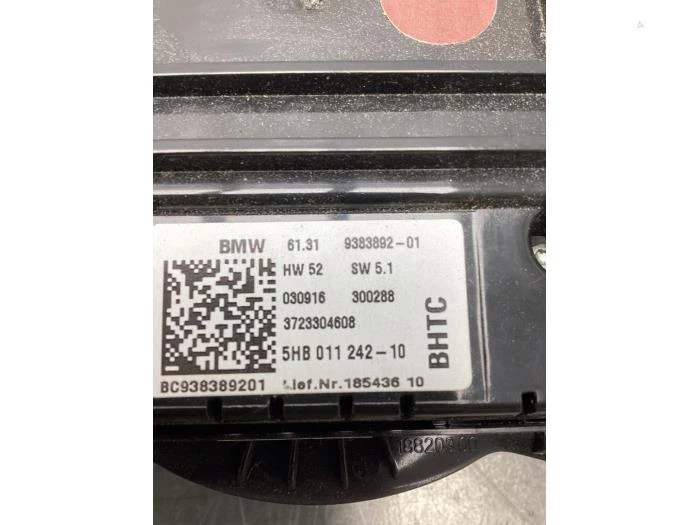 BMW 61.31 9383892-01
HW 52 SW 5.1
030916 300288
3723304608
5HB 011 242-10
BHTC
BC938389201 Lief.Nr.185436 10